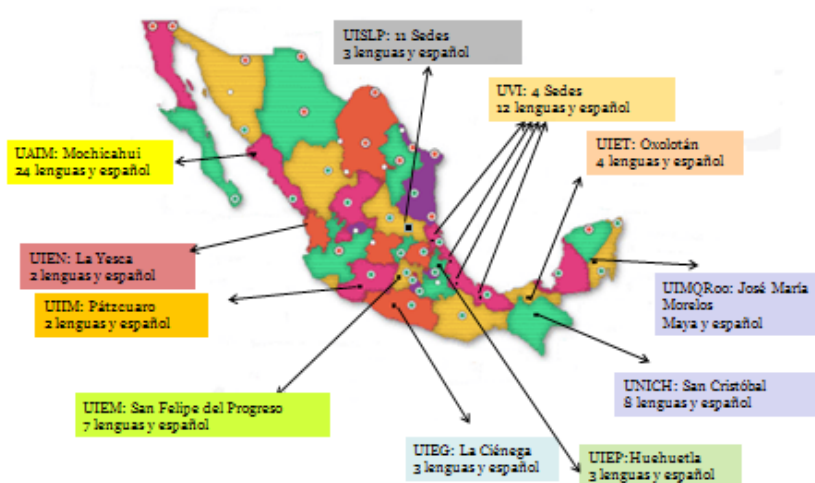 UISLP: 11 Sedes
3 lenguas y español
UVI: 4 Sedes
12 lenguas y español
UIET: Oxolotán
4 lenguas y español
UAIM: Mochicahui
24 lenguas y español
UIEN: La Yesca
2 lenguas y español
UIIM: Pátzcuaro
2 lenguas y español
UIMQRoo: José María
Morelos
Maya y español
UNICH: San Cristóbal
8 lenguas y español
UIEM: San Felipe del Progreso
7 lenguas y español
UIEG: La Ciénega
3 lenguas y español
UIEP:Huehuetla
3 lenguas y español